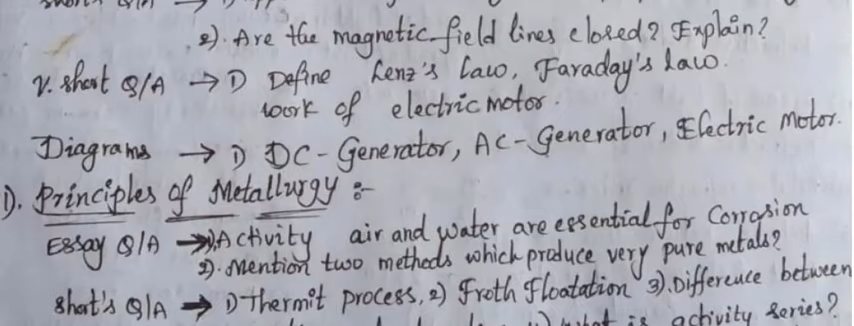 2). Are the magnetic field lines closed? Explain?
V. short Q/A → 1) Define Lenz's law, Faraday's law.
work of electric motor.
Diagrams → 1) DC-Generator, AC-Generator, Electric Motor.
1). Principles of Metallurgy :-
Essay Q/A → 1) Activity air and water are essential for Corrosion
2). Mention two methods which produce very pure metals?
Short's Q/A → 1) Thermit process, 2) Froth Floatation 3). Difference between
what is activity series?